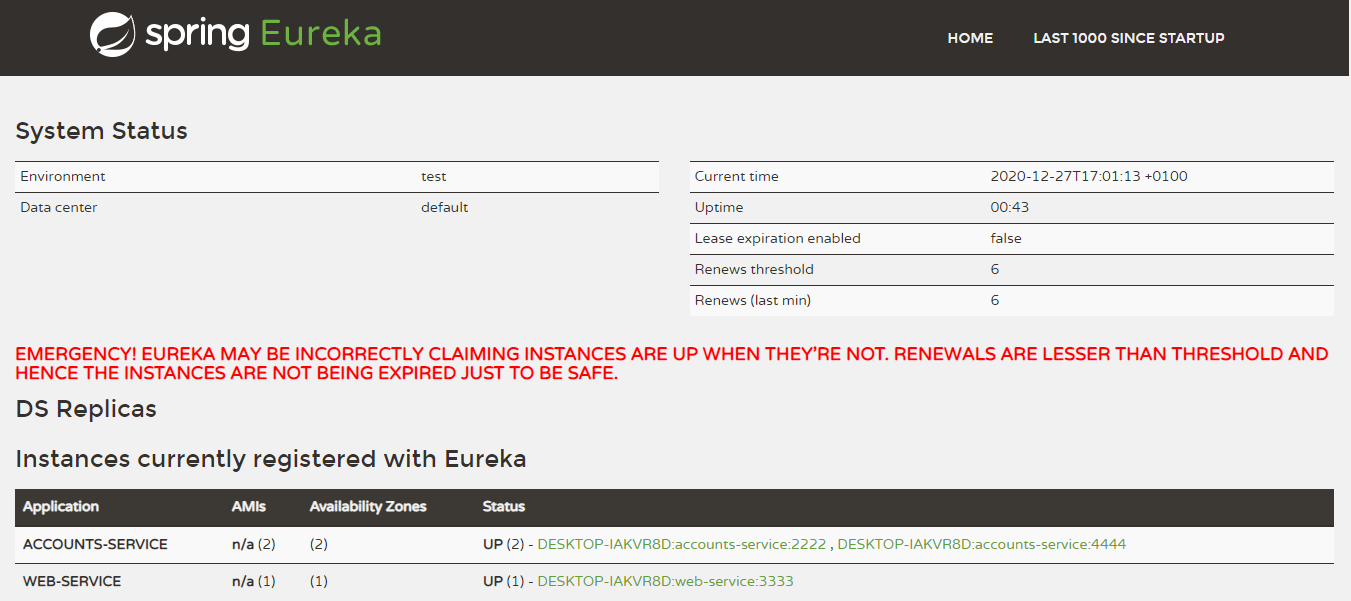 spring Eureka
HOME LAST 1000 SINCE STARTUP
System Status
Environment test
Data center default
Current time 2020-12-27T17:01:13 +0100
Uptime 00:43
Lease expiration enabled false
Renews threshold 6
Renews (last min) 6
EMERGENCY! EUREKA MAY BE INCORRECTLY CLAIMING INSTANCES ARE UP WHEN THEY'RE NOT. RENEWALS ARE LESSER THAN THRESHOLD AND
HENCE THE INSTANCES ARE NOT BEING EXPIRED JUST TO BE SAFE.
DS Replicas
Instances currently registered with Eureka
Application AMIs Availability Zones Status
ACCOUNTS-SERVICE n/a (2) (2) UP (2) - DESKTOP-IAKVR8D:accounts-service:2222 , DESKTOP-IAKVR8D:accounts-service:4444
WEB-SERVICE n/a (1) (1) UP (1) - DESKTOP-IAKVR8D:web-service:3333